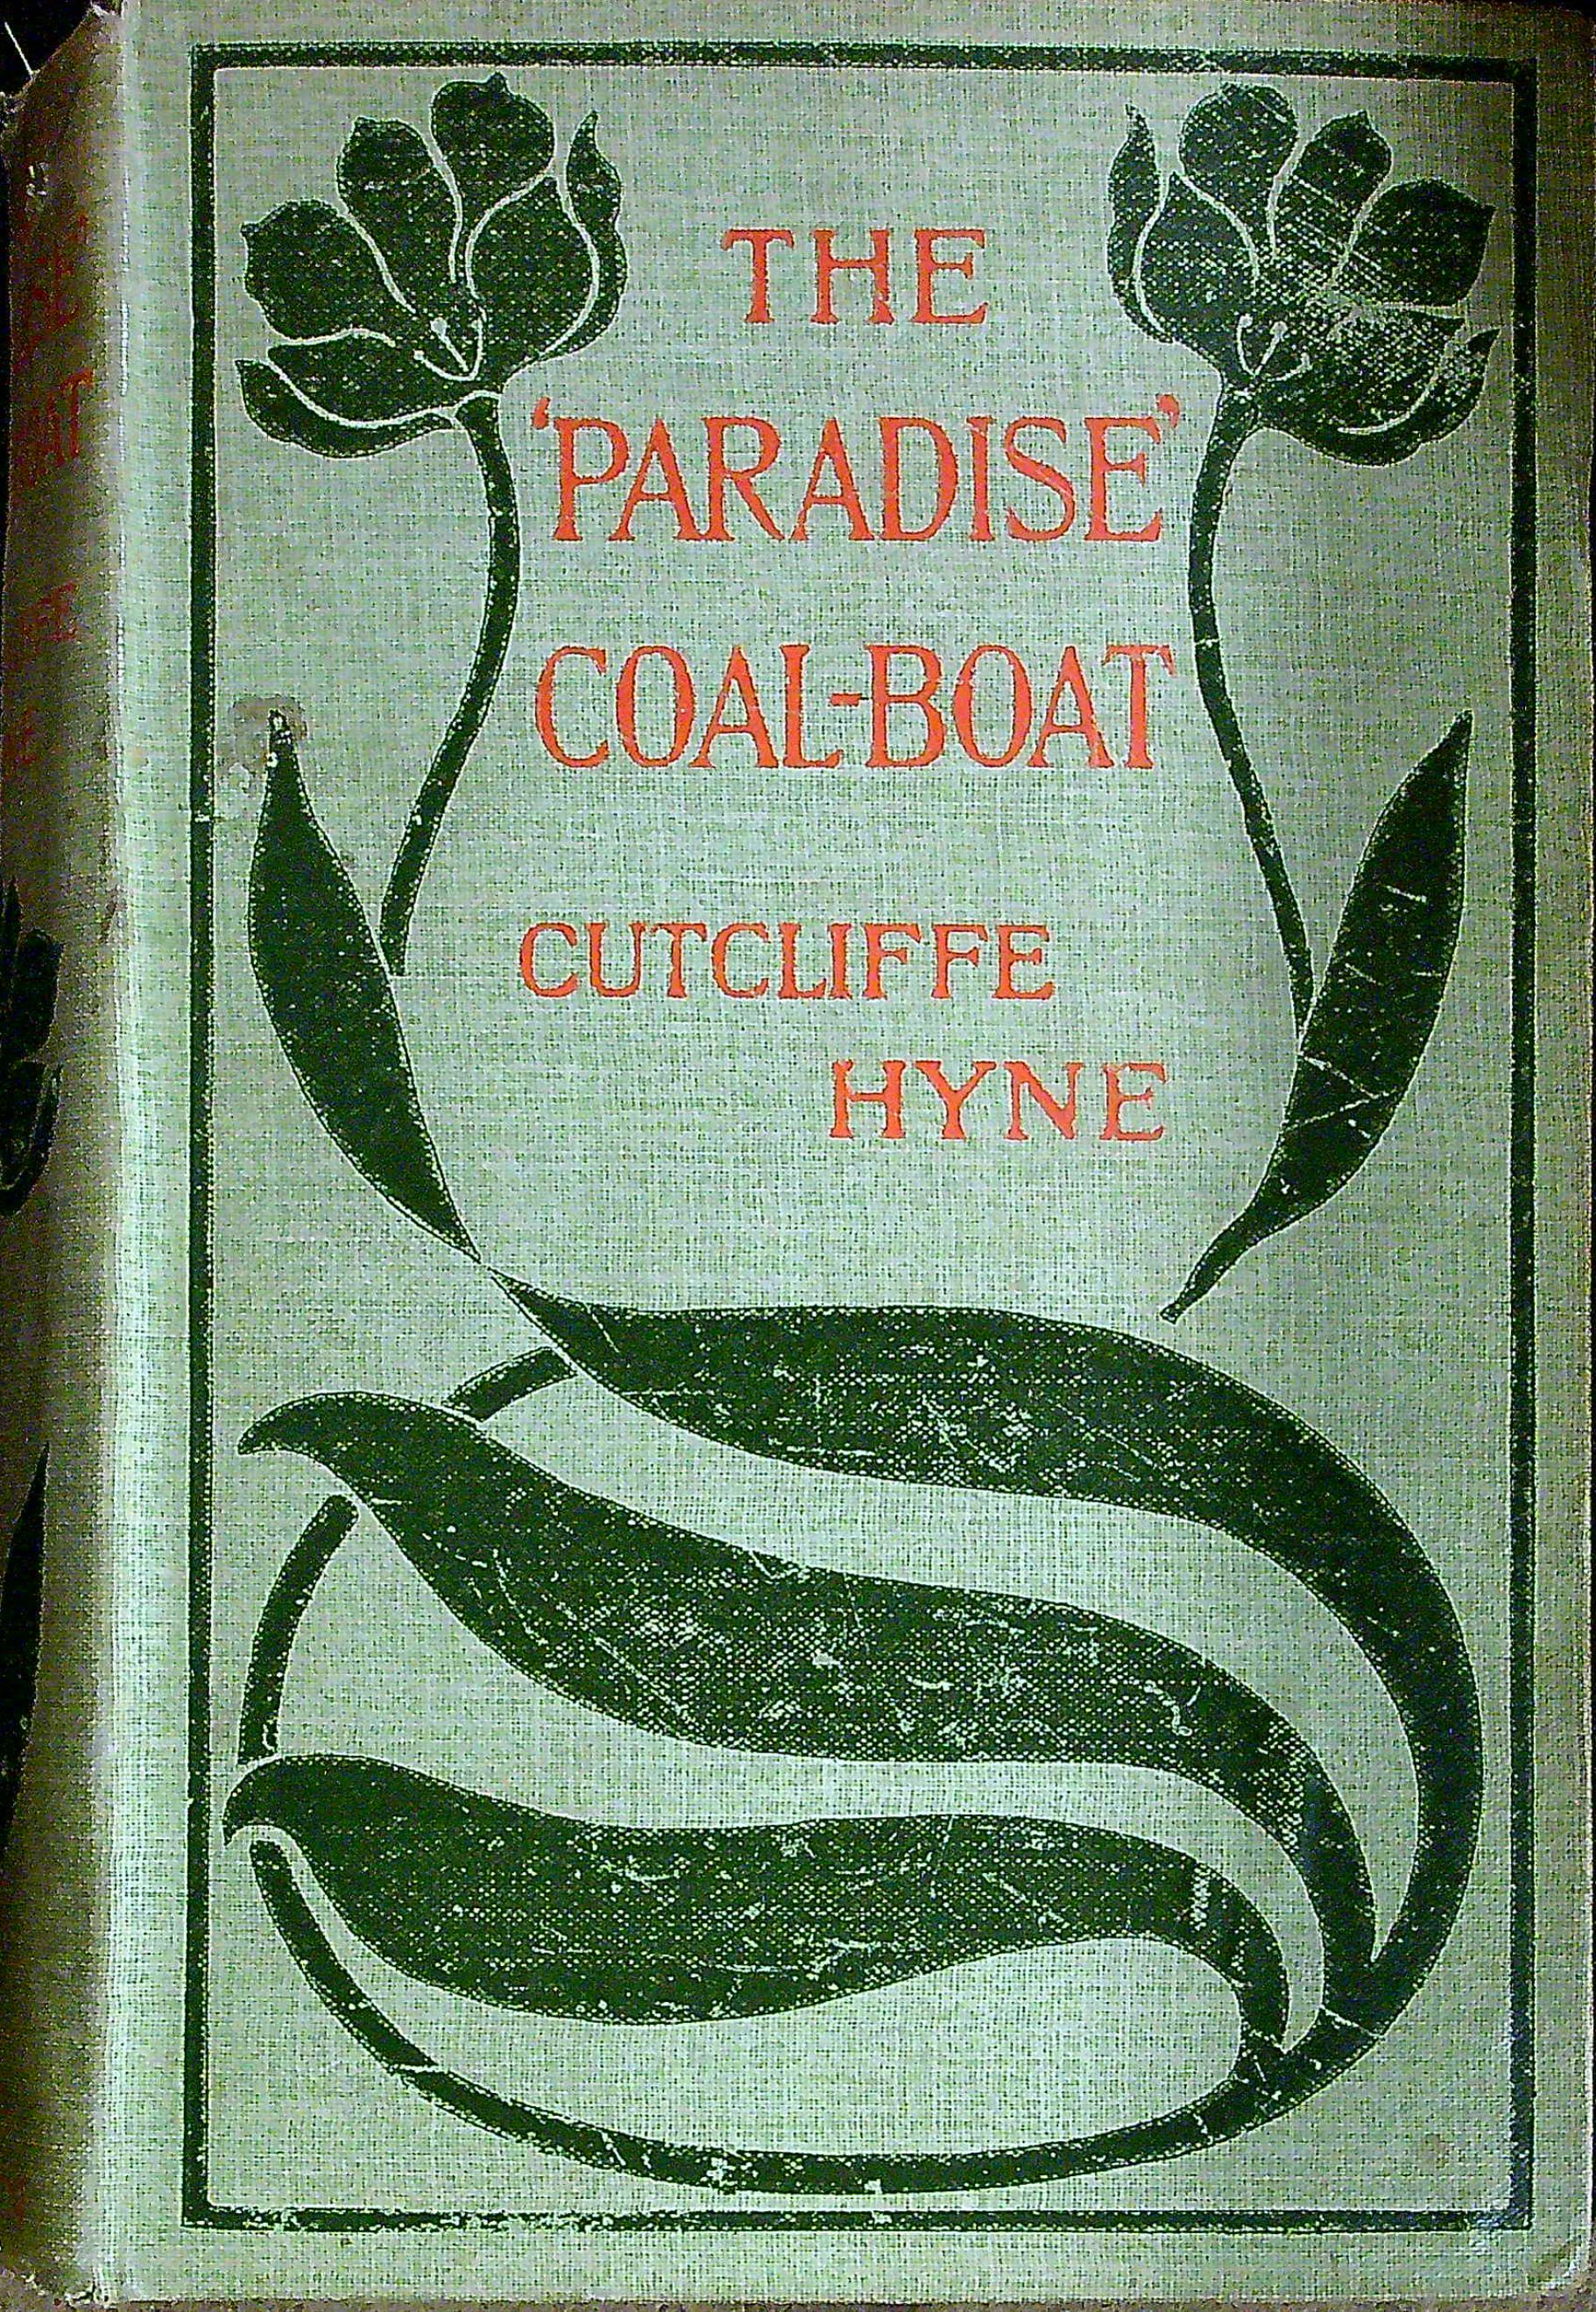 THE
‘PARADISE’
COAL-BOAT
CUTCLIFFE
HYNE